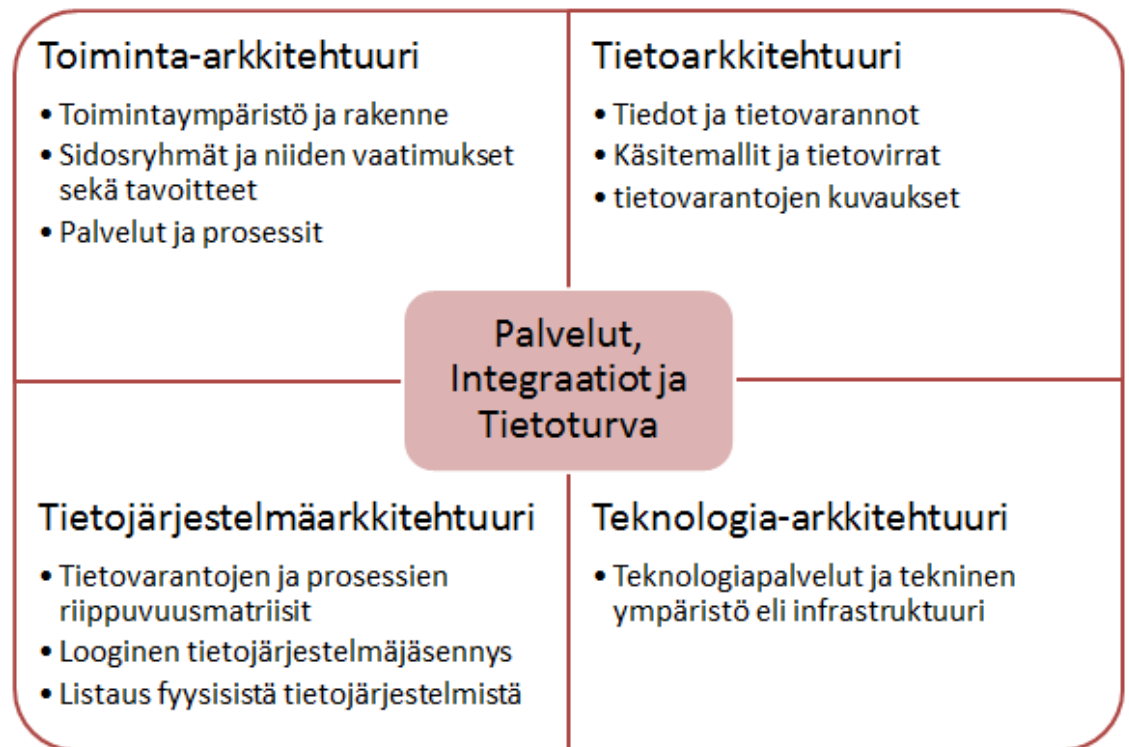 Toiminta-arkkitehtuuri
• Toimintaympäristö ja rakenne
• Sidosryhmät ja niiden vaatimukset
sekä tavoitteet
• Palvelut ja prosessit
Tietoarkkitehtuuri
• Tiedot ja tietovarannot
• Käsitemallit ja tietovirrat
• tietovarantojen kuvaukset
Palvelut,
Integraatiot ja
Tietoturva
Tietojärjestelmäarkkitehtuuri
• Tietovarantojen ja prosessien
riippuvuusmatriisit
• Looginen tietojärjestelmäjäsennys
• Listaus fyysisistä tietojärjestelmistä
Teknologia-arkkitehtuuri
• Teknologiapalvelut ja tekninen
ympäristö eli infrastruktuuri